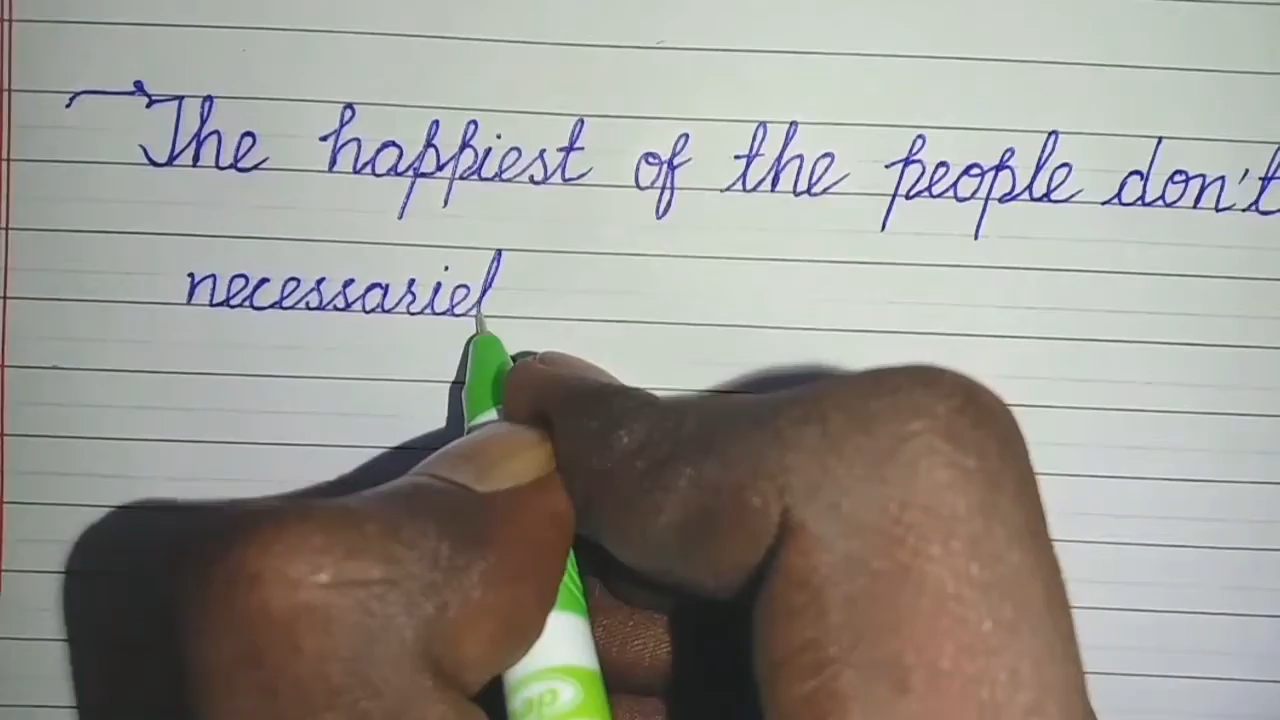 The happiest of the people don't
necessariel